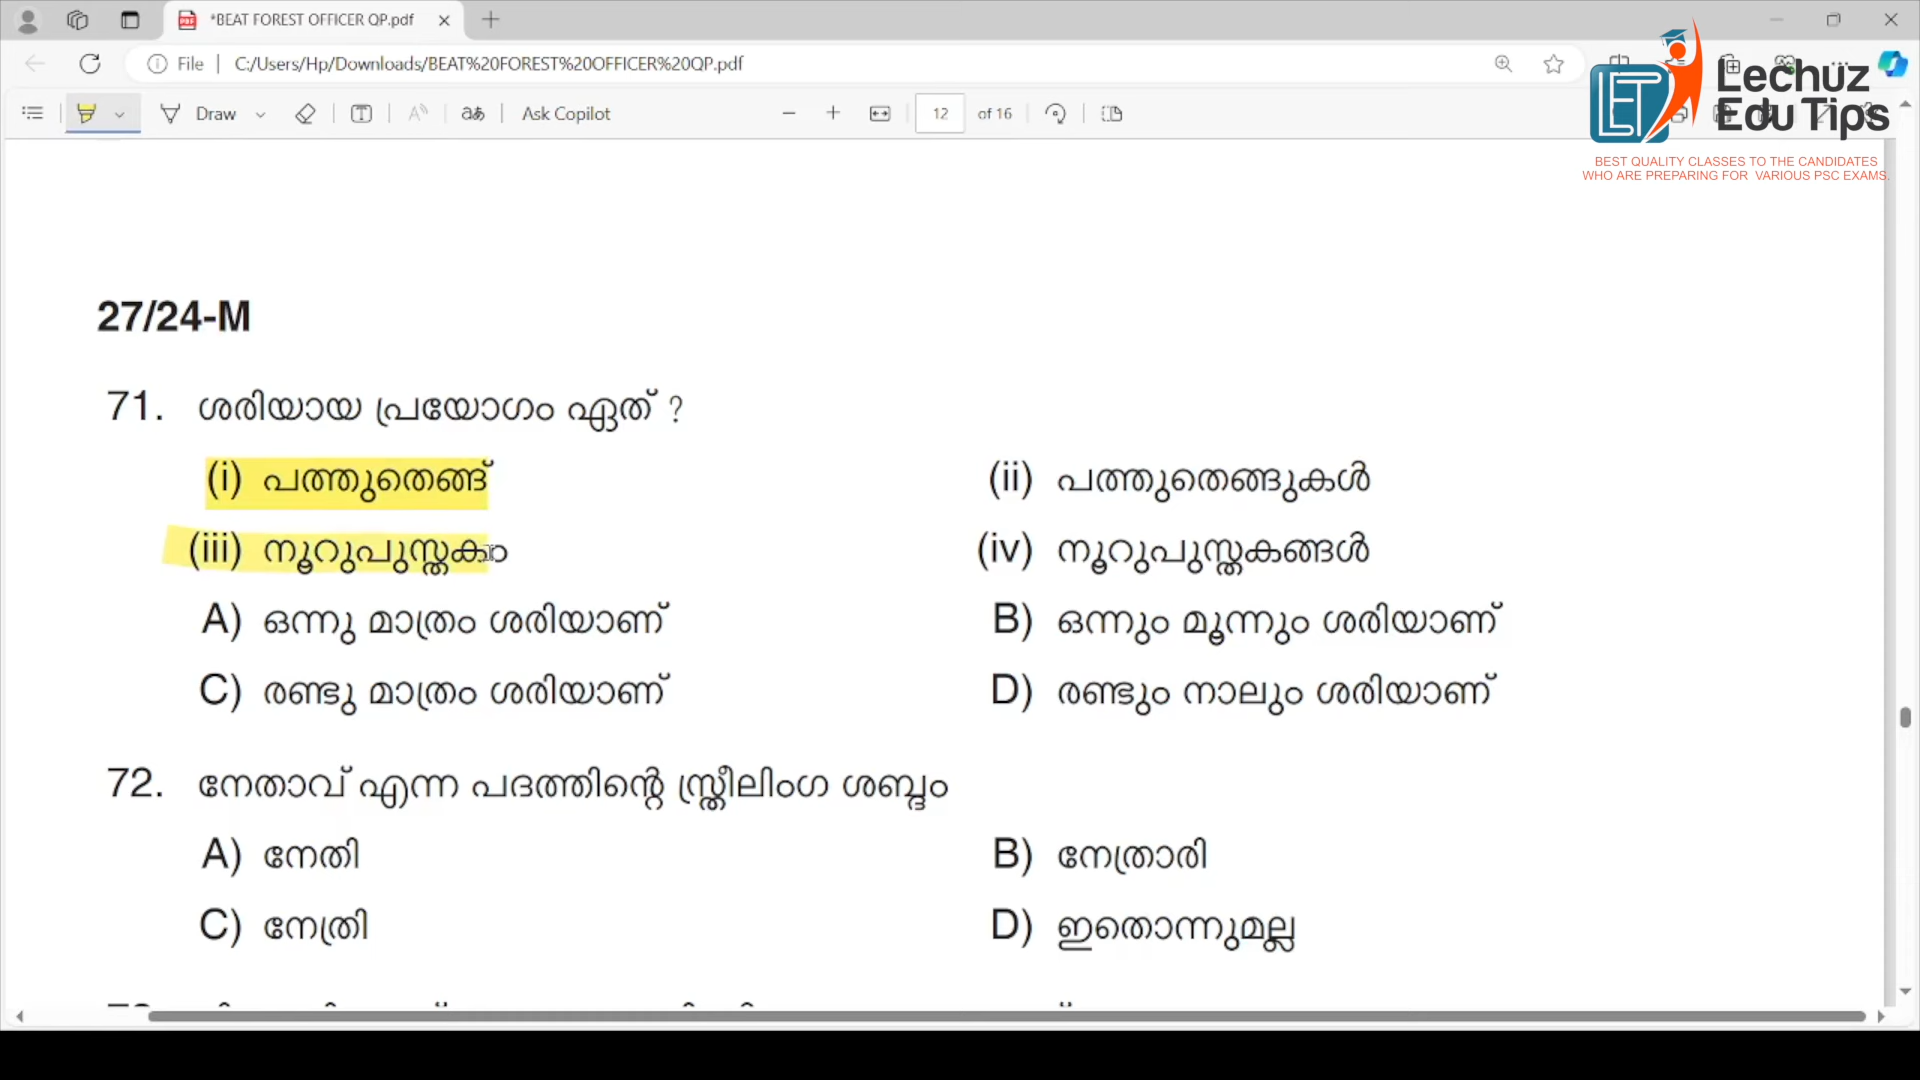 *BEAT FOREST OFFICER QP.pdf
File
C:/Users/Hp/Downloads/BEAT%20FOREST%20OFFICER%20QP.pdf
Draw
Ask Copilot
12 of 16
LET
Lechuz
Edu Tips
BEST QUALITY CLASSES TO THE CANDIDATES
WHO ARE PREPARING FOR VARIOUS PSC EXAMS.
27/24-M
71. ശരിയായ പ്രയോഗം ഏത് ?
(i) പത്തുതെങ്ങ് (ii) പത്തുതെങ്ങുകൾ
(iii) നൂറുപുസ്തകം (iv) നൂറുപുസ്തകങ്ങൾ
A) ഒന്നു മാത്രം ശരിയാണ് B) ഒന്നും മൂന്നും ശരിയാണ്
C) രണ്ടു മാത്രം ശരിയാണ് D) രണ്ടും നാലും ശരിയാണ്
72. നേതാവ് എന്ന പദത്തിന്റെ സ്ത്രീലിംഗ ശബ്ദം
A) നേതി B) നേത്രാരി
C) നേത്രി D) ഇതൊന്നുമല്ല